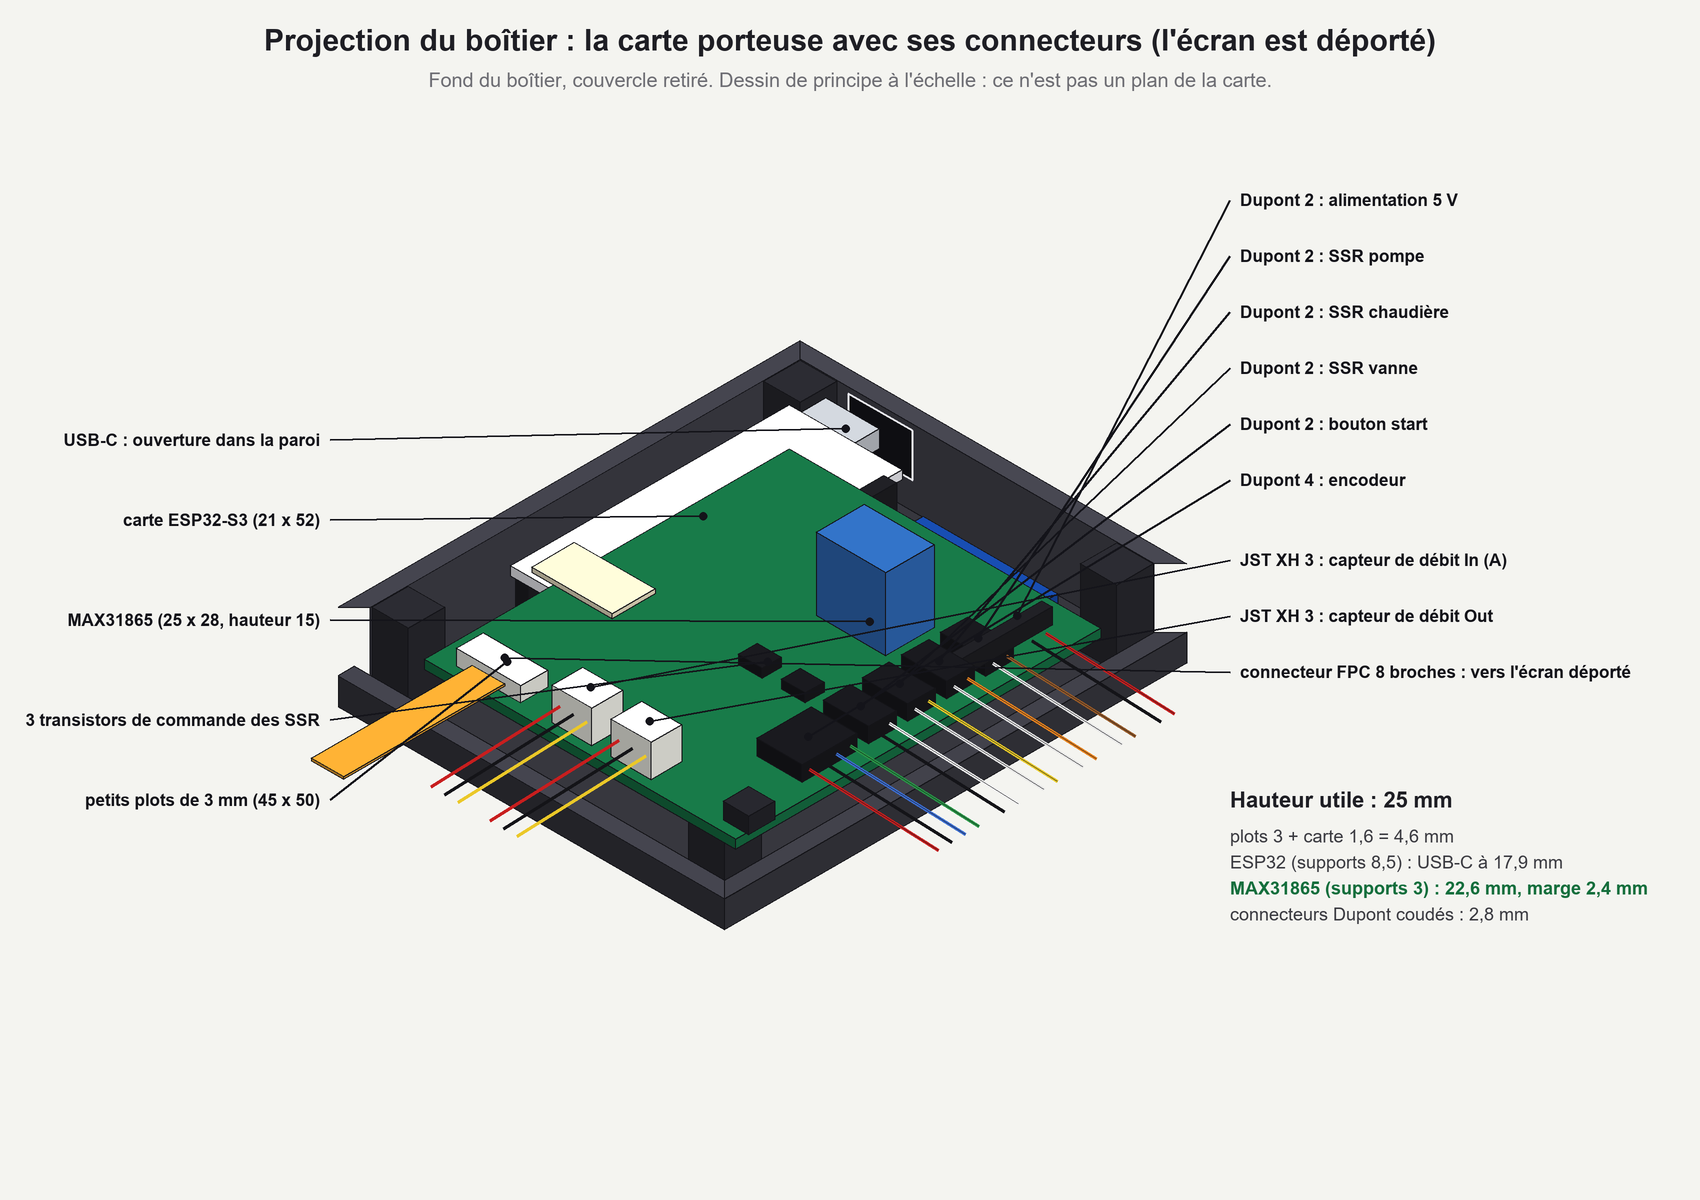 Projection du boîtier : la carte porteuse avec ses connecteurs (l'écran est déporté)
Fond du boîtier, couvercle retiré. Dessin de principe à l'échelle : ce n'est pas un plan de la carte.
USB-C : ouverture dans la paroi
carte ESP32-S3 (21 x 52)
MAX31865 (25 x 28, hauteur 15)
3 transistors de commande des SSR
petits plots de 3 mm (45 x 50)
Dupont 2 : alimentation 5 V
Dupont 2 : SSR pompe
Dupont 2 : SSR chaudière
Dupont 2 : SSR vanne
Dupont 2 : bouton start
Dupont 4 : encodeur
JST XH 3 : capteur de débit In (A)
JST XH 3 : capteur de débit Out
connecteur FPC 8 broches : vers l'écran déporté
Hauteur utile : 25 mm
plots 3 + carte 1,6 = 4,6 mm
ESP32 (supports 8,5) : USB-C à 17,9 mm
MAX31865 (supports 3) : 22,6 mm, marge 2,4 mm
connecteurs Dupont coudés : 2,8 mm